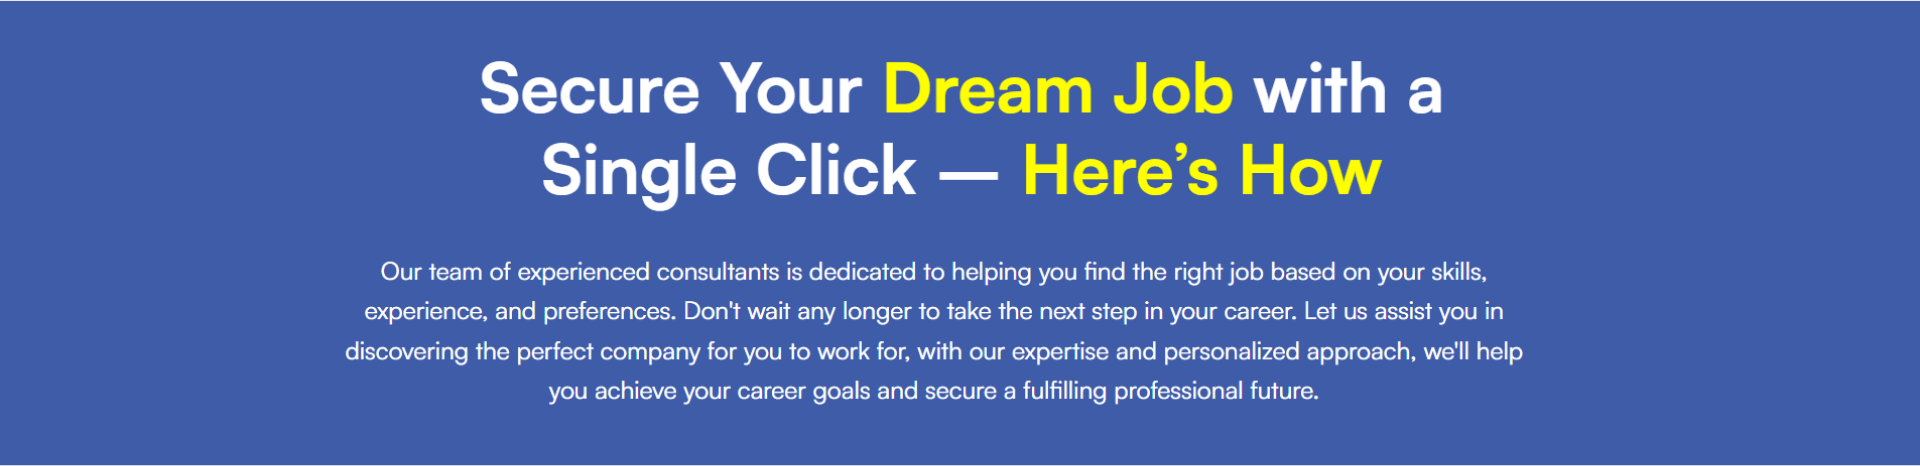 Secure Your Dream Job with a
Single Click — Here’s How
Our team of experienced consultants is dedicated to helping you find the right job based on your skills,
experience, and preferences. Don't wait any longer to take the next step in your career. Let us assist you in
discovering the perfect company for you to work for, with our expertise and personalized approach, we'll help
you achieve your career goals and secure a fulfilling professional future.